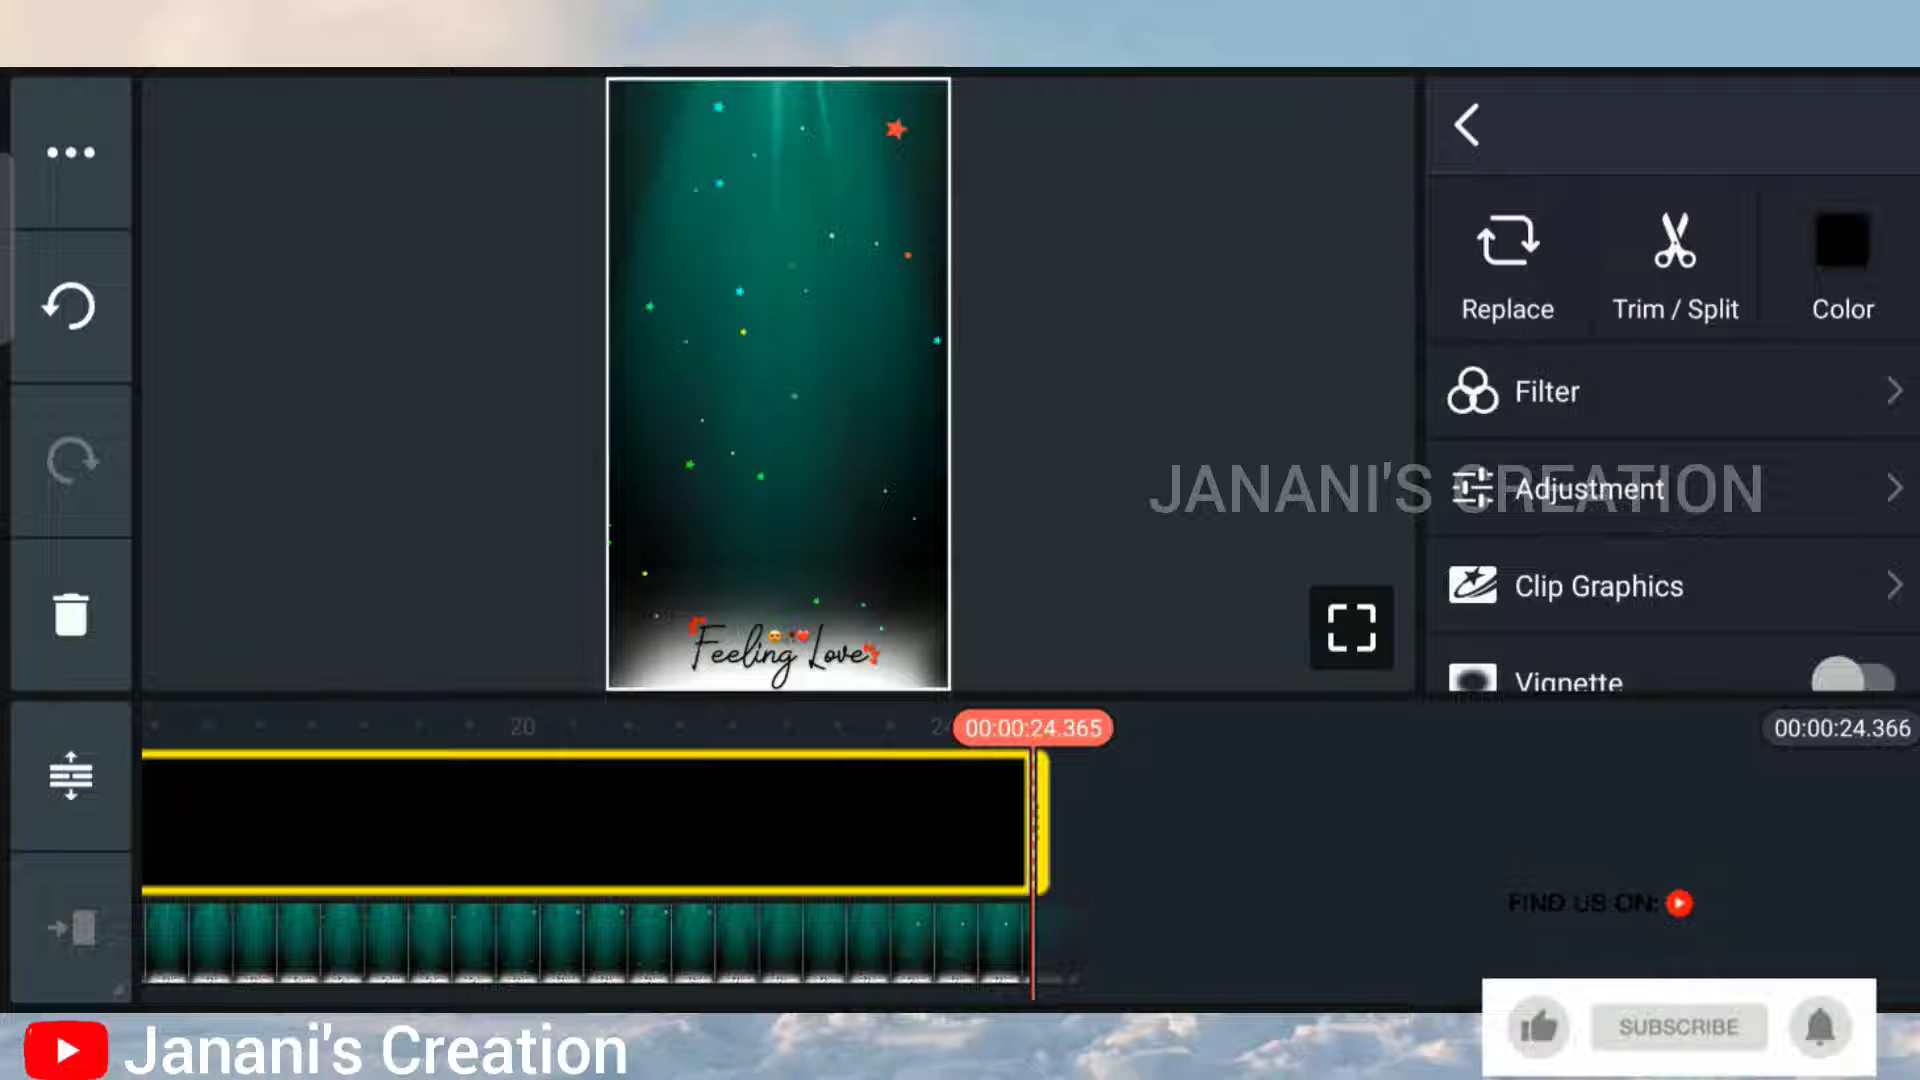 Replace
Trim / Split
Color
Filter
JANANI'S CREATION
Adjustment
Clip Graphics
Vignette
Feeling Love
20
00:00:24.365
00:00:24.366
FIND US ON:
SUBSCRIBE
Janani's Creation